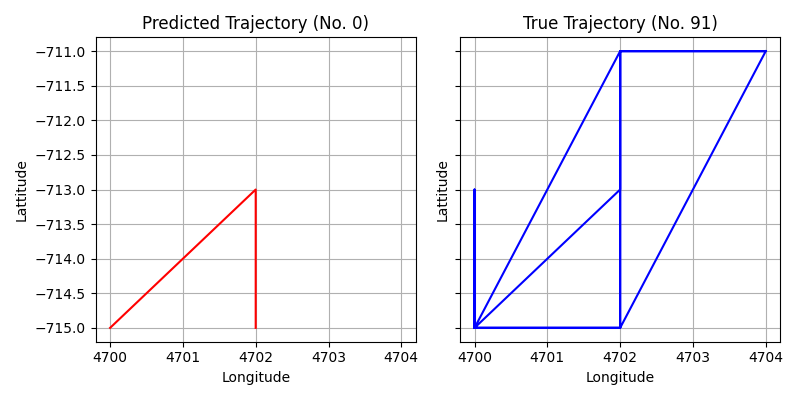 Predicted Trajectory (No. 0)
True Trajectory (No. 91)
−711.0
−711.5
−712.0
−712.5
−713.0
−713.5
−714.0
−714.5
−715.0
Lattitude
Lattitude
4700 4701 4702 4703 4704
4700 4701 4702 4703 4704
Longitude
Longitude